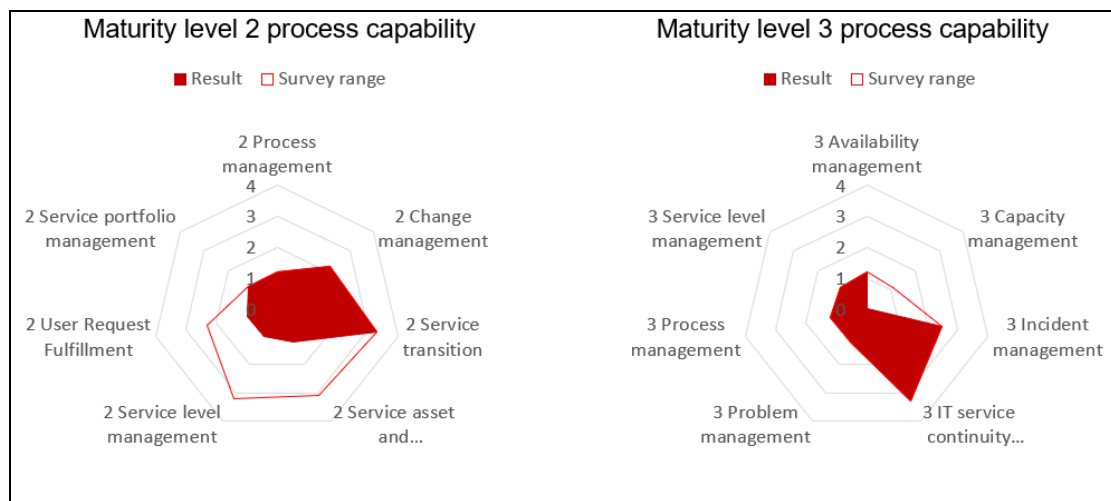 Maturity level 2 process capability
Result
Survey range
2 Process
management
4
3
2
1
0
2 Change
management
2 Service
transition
2 Service asset
and...
2 Service level
management
2 User Request
Fulfillment
2 Service portfolio
management
Maturity level 3 process capability
Result
Survey range
3 Availability
management
4
3
2
1
0
3 Capacity
management
3 Incident
management
3 IT service
continuity...
3 Problem
management
3 Process
management
3 Service level
management